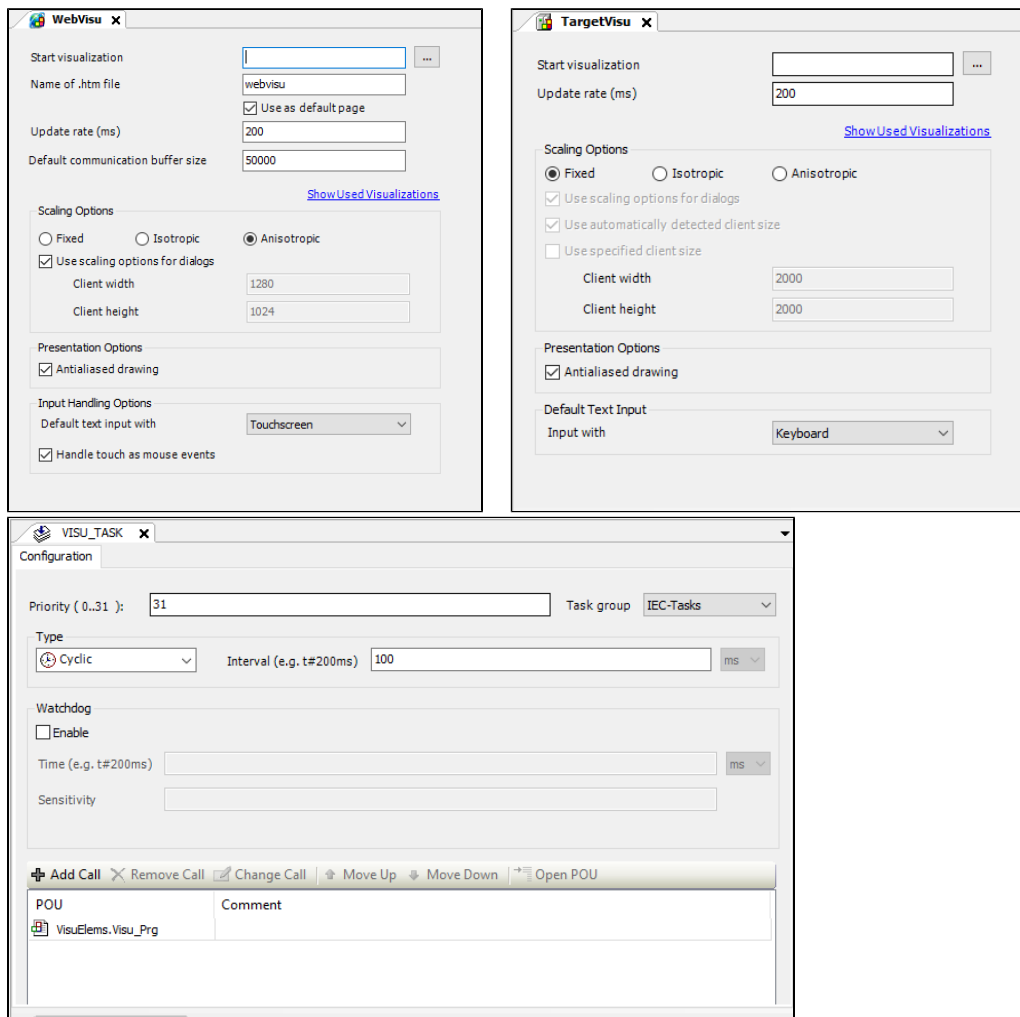 WebVisu
Start visualization
...
Name of .htm file
webvisu
Use as default page
Update rate (ms)
200
Default communication buffer size
50000
Show Used Visualizations
Scaling Options
Fixed
Isotropic
Anisotropic
Use scaling options for dialogs
Client width
1280
Client height
1024
Presentation Options
Antialiased drawing
Input Handling Options
Default text input with
Touchscreen
Handle touch as mouse events
TargetVisu
Start visualization
...
Update rate (ms)
200
Show Used Visualizations
Scaling Options
Fixed
Isotropic
Anisotropic
Use scaling options for dialogs
Use automatically detected client size
Use specified client size
Client width
2000
Client height
2000
Presentation Options
Antialiased drawing
Default Text Input
Input with
Keyboard
VISU_TASK
Configuration
Priority ( 0..31 ):
31
Task group
IEC-Tasks
Type
Cyclic
Interval (e.g. t#200ms)
100
ms
Watchdog
Enable
Time (e.g. t#200ms)
ms
Sensitivity
Add Call
Remove Call
Change Call
Move Up
Move Down
Open POU
POU
Comment
VisuElems.Visu_Prg